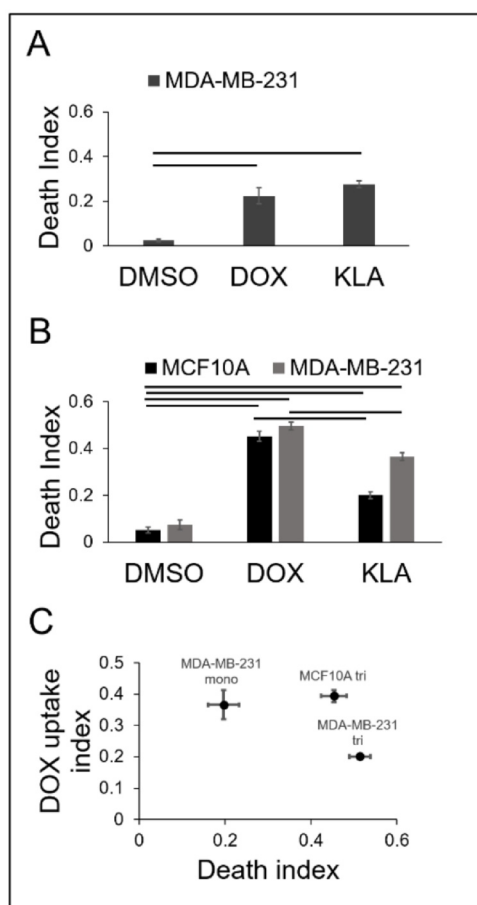 A
MDA-MB-231
Death Index
0.6
0.4
0.2
0
DMSO DOX KLA
B
MCF10A MDA-MB-231
Death Index
0.6
0.4
0.2
0
DMSO DOX KLA
C
DOX uptake
index
0.5
0.4
0.3
0.2
0.1
0
MDA-MB-231
mono
MCF10A tri
MDA-MB-231
tri
0 0.2 0.4 0.6
Death index